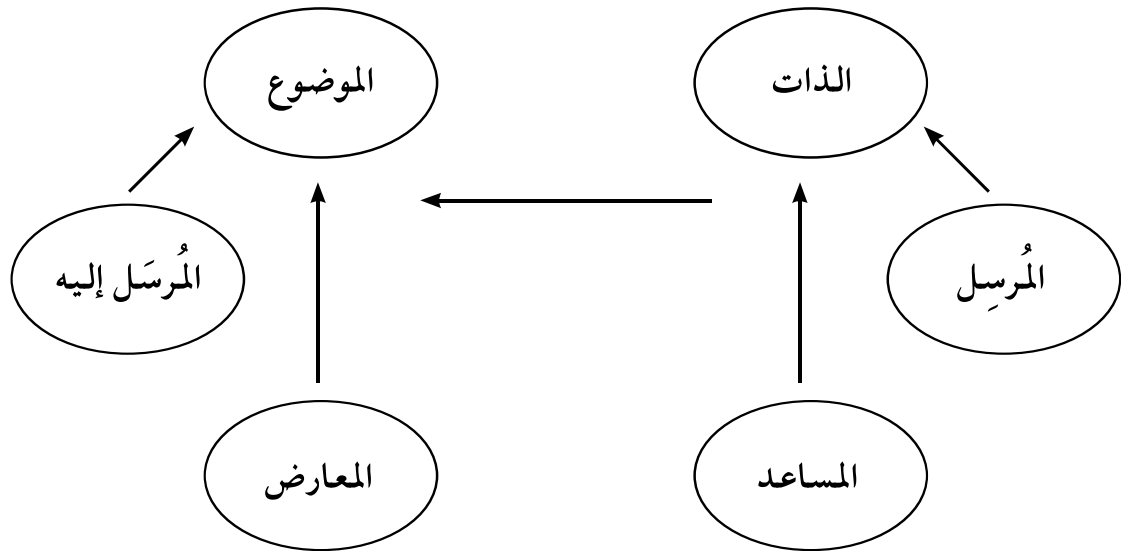 الذات
الموضوع
المُرسِل
المُرسَل إليه
المساعد
المعارض